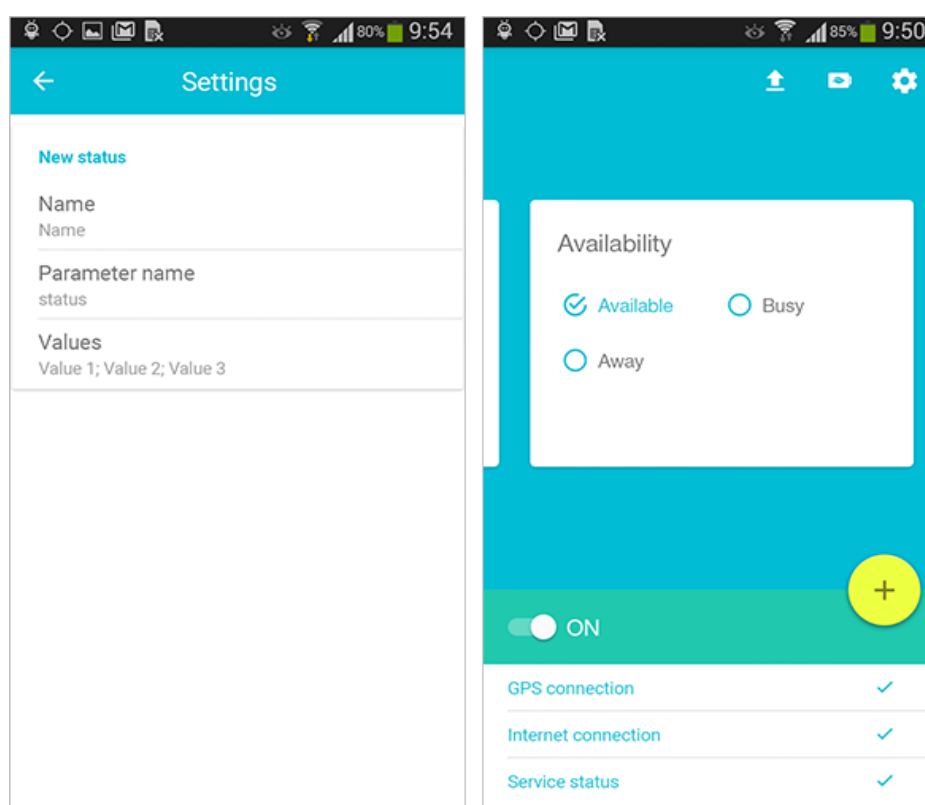 80% 9:54
Settings
New status
Name
Name
Parameter name
status
Values
Value 1; Value 2; Value 3
85% 9:50
Availability
Available
Busy
Away
+
ON
GPS connection
Internet connection
Service status